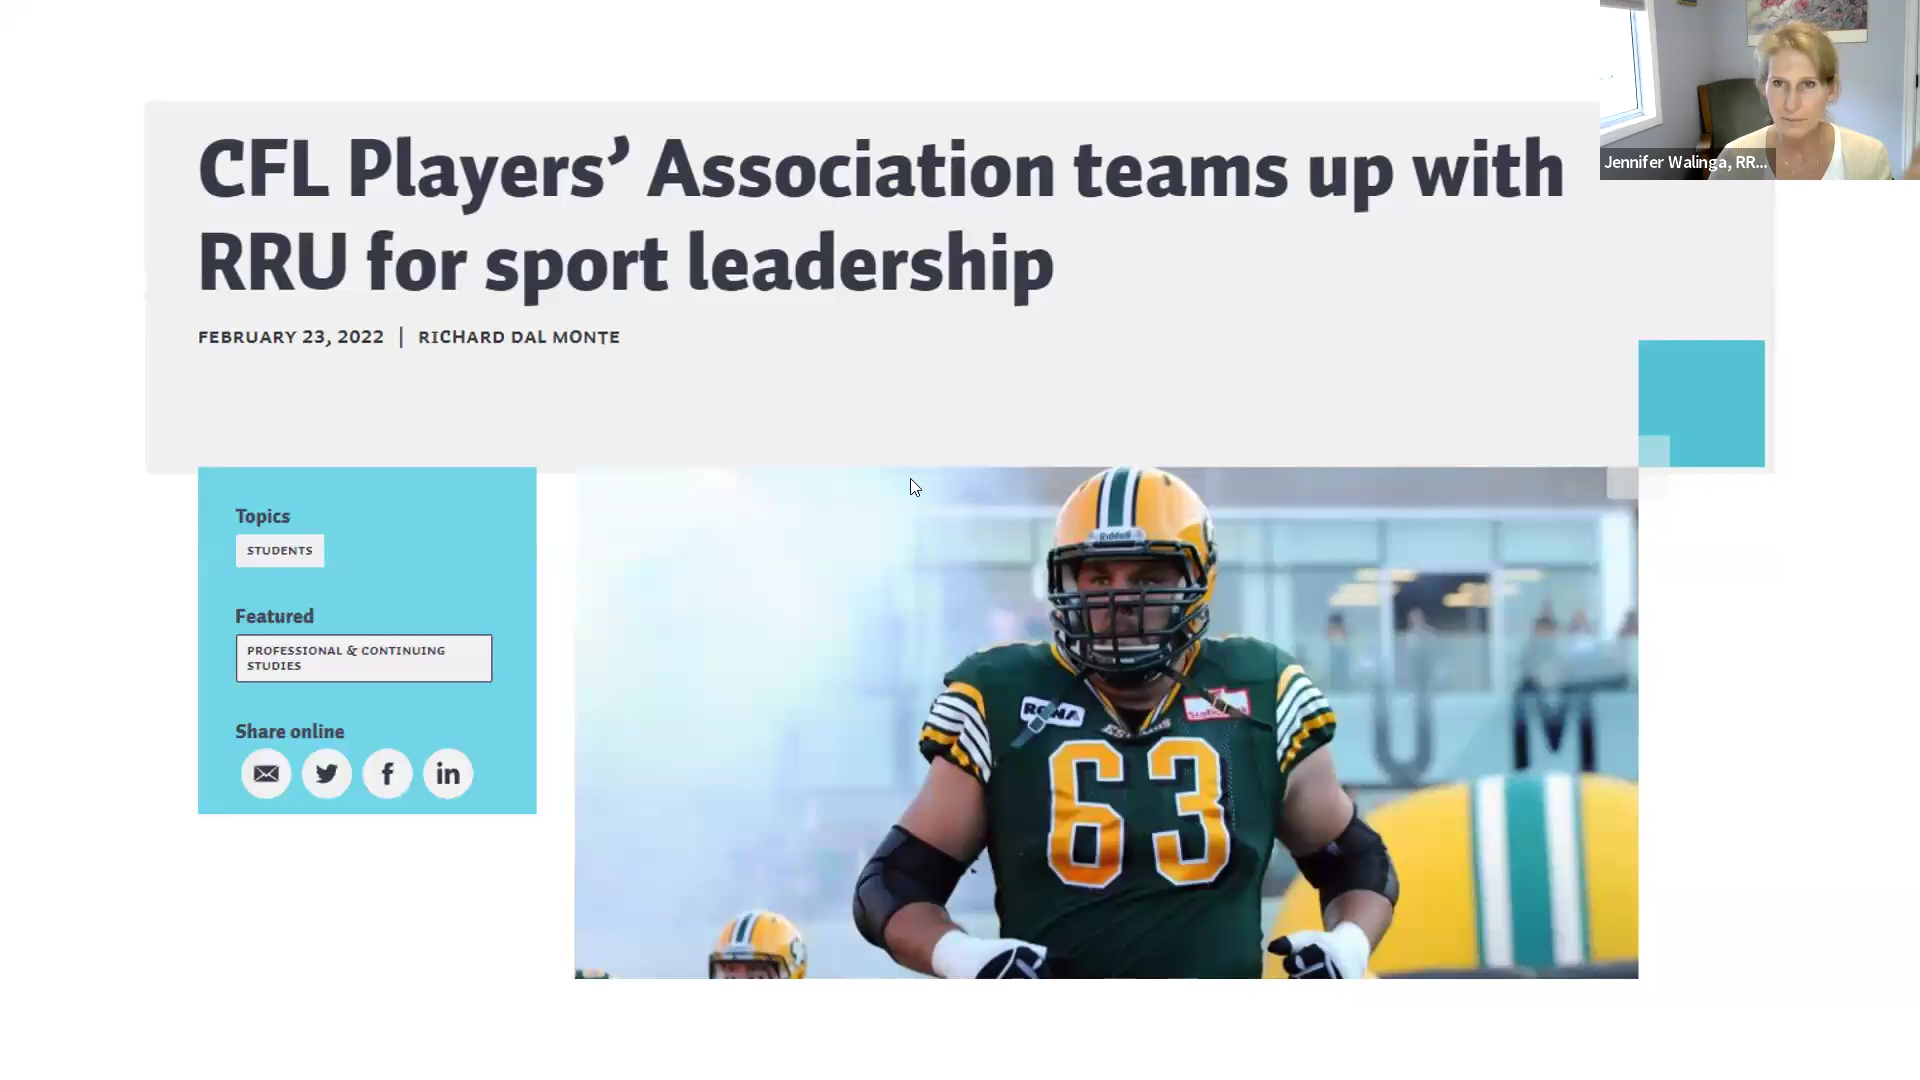 CFL Players’ Association teams up with
RRU for sport leadership
FEBRUARY 23, 2022 | RICHARD DAL MONTE
Jennifer Walinga, RR...
Topics
STUDENTS
Featured
PROFESSIONAL & CONTINUING
STUDIES
Share online
in
Riddell
RONA
63
U M